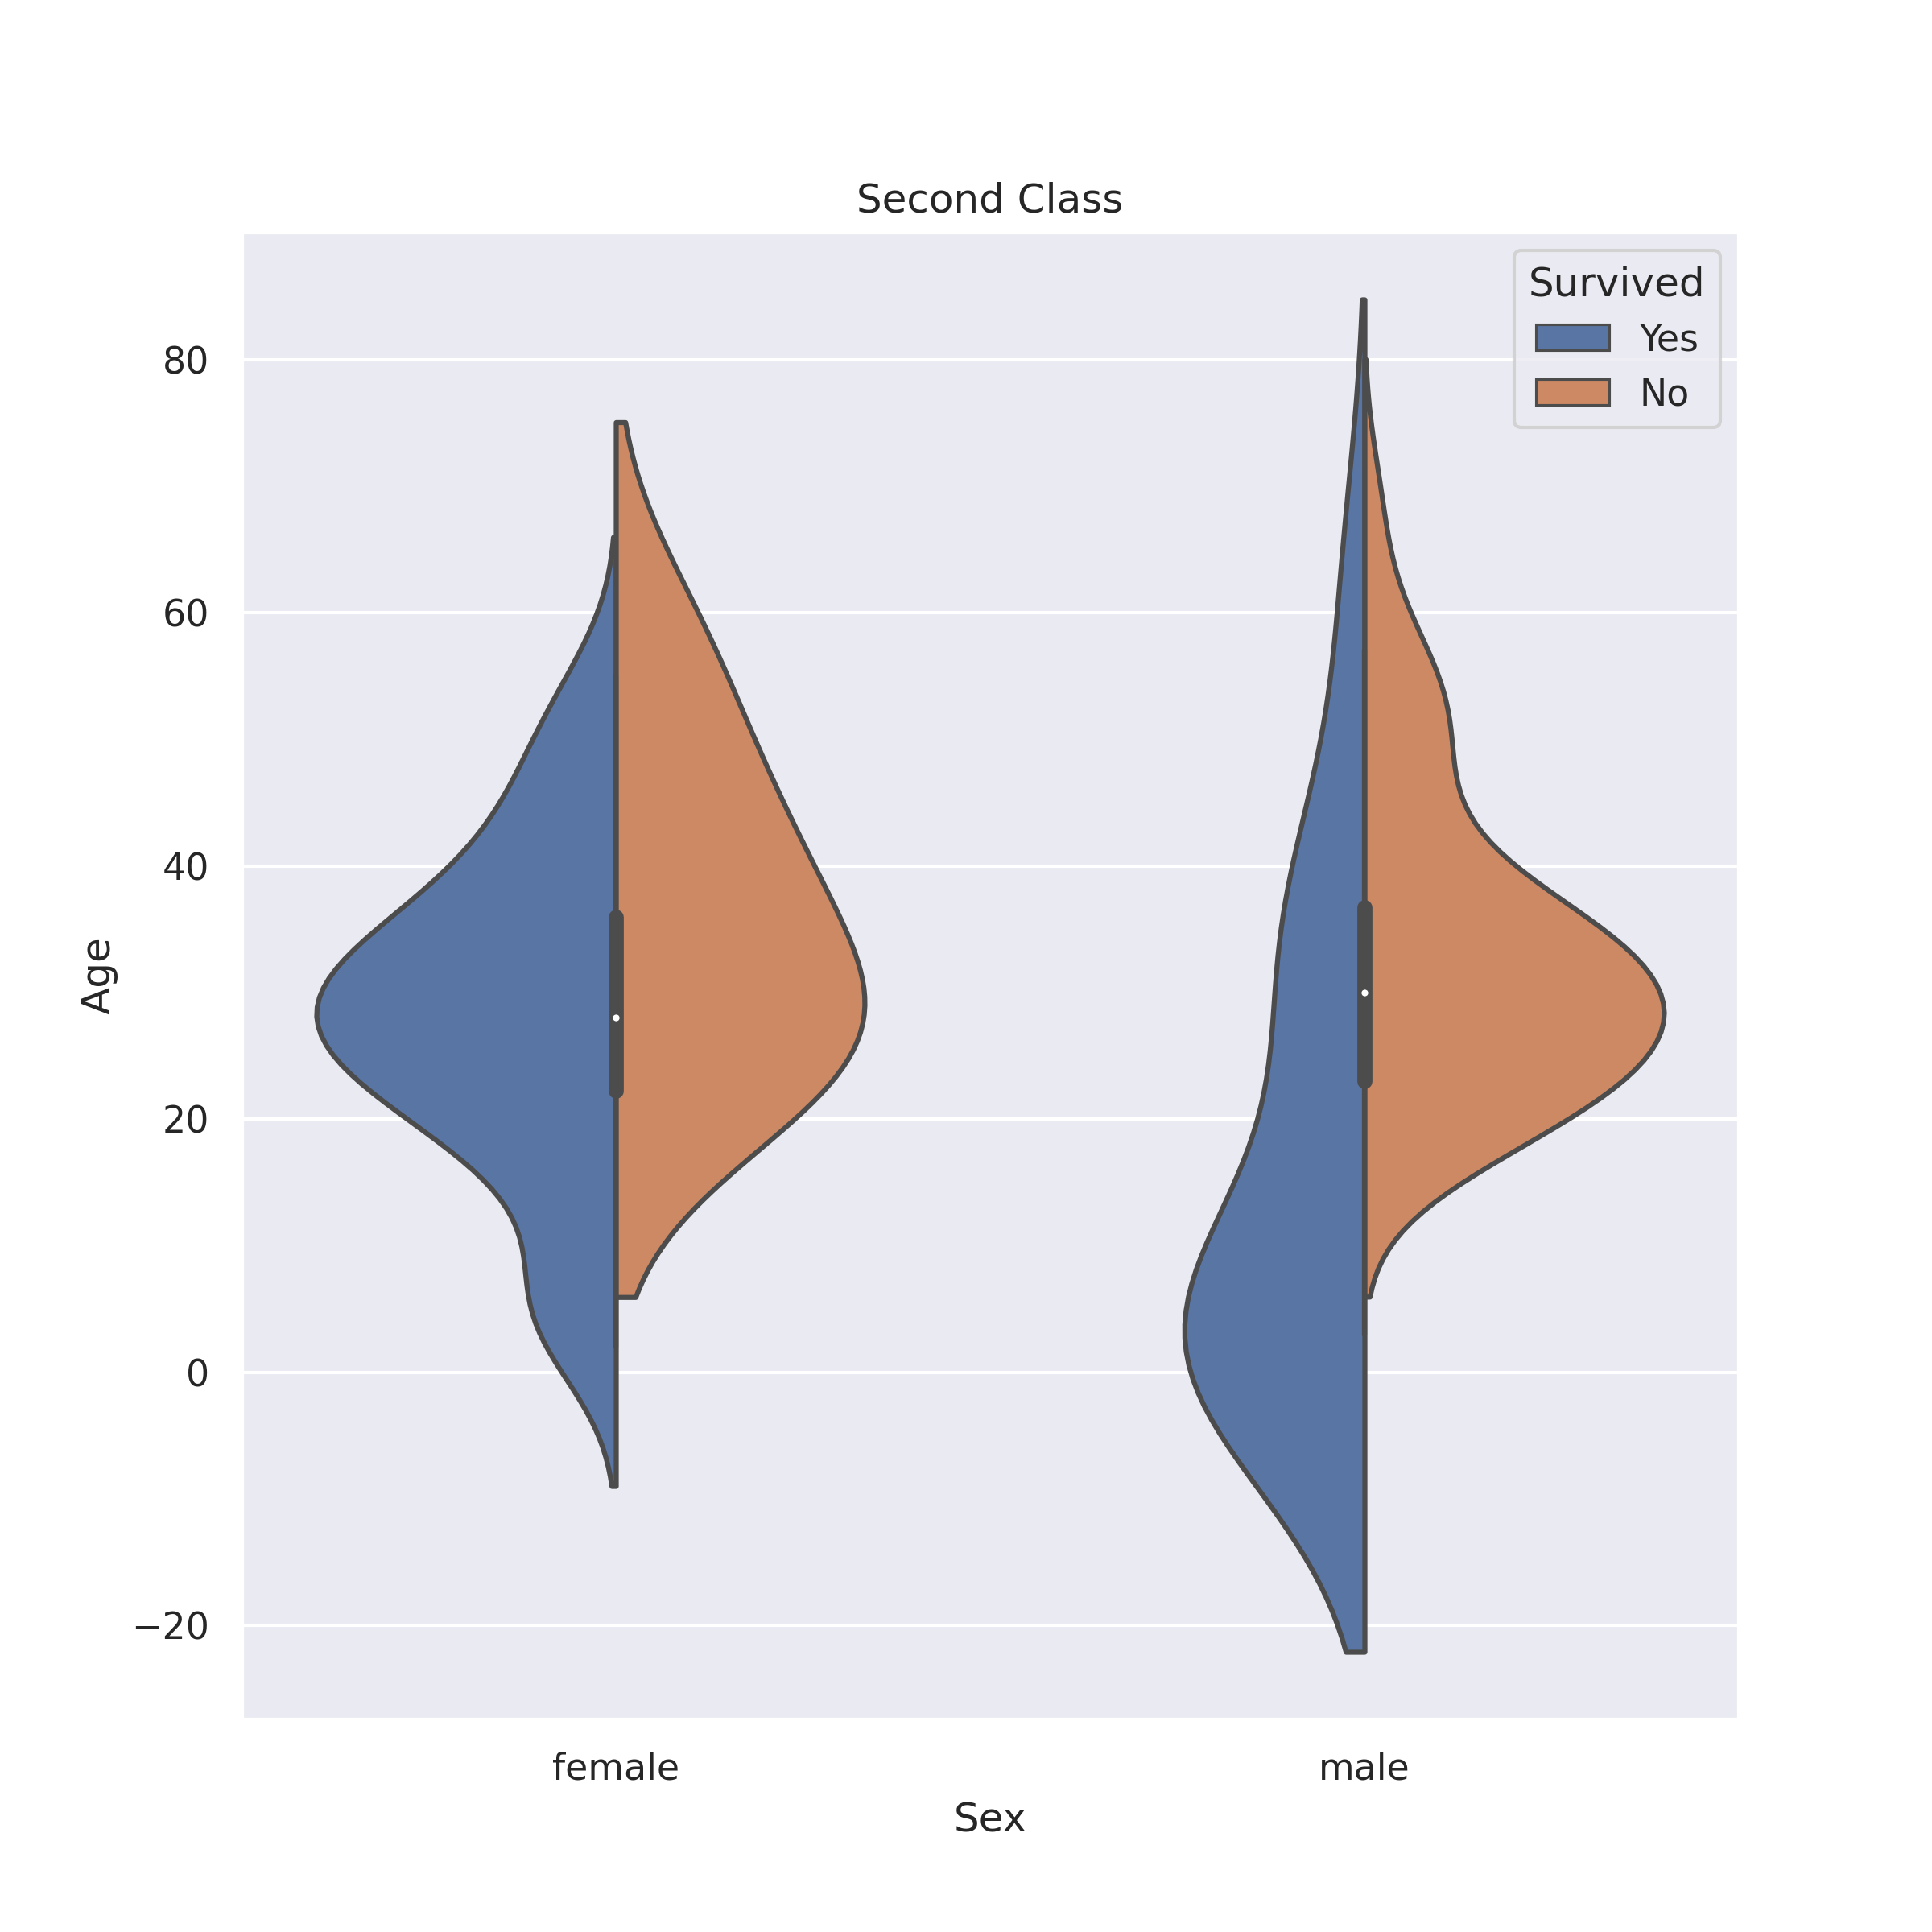 Second Class
Survived
Yes
No
80
60
40
20
0
−20
Age
female male
Sex